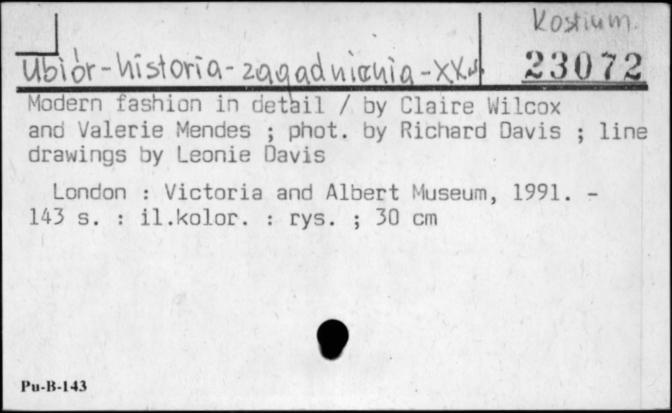 Kostium.
Ubiór-historia-zagadnienia-XXw.
23072
Modern fashion in detail / by Claire Wilcox
and Valerie Mendes ; phot. by Richard Davis ; line
drawings by Leonie Davis
London : Victoria and Albert Museum, 1991. -
143 s. : il.kolor. : rys. ; 30 cm
Pu-B-143